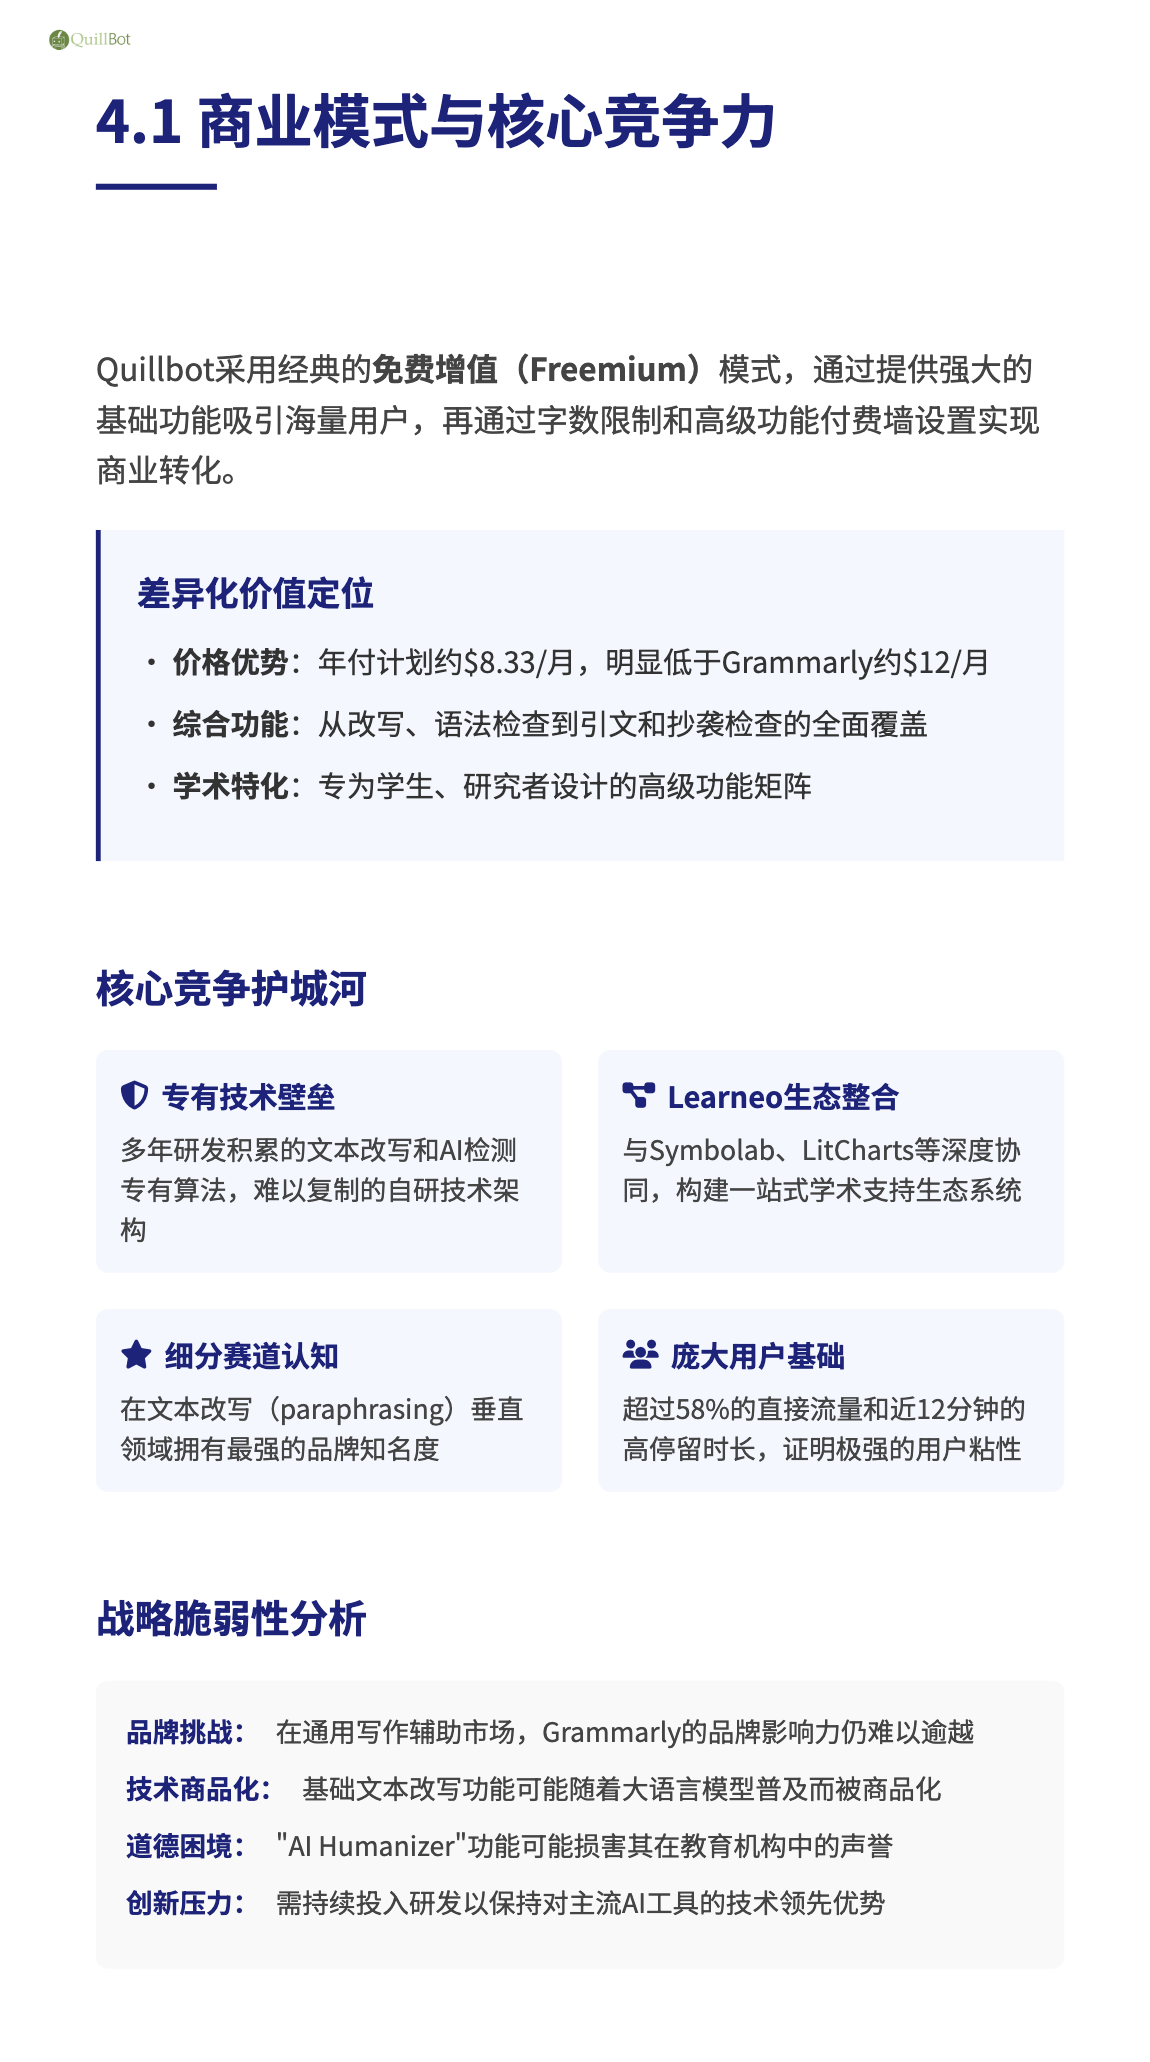 QuillBot
4.1 商业模式与核心竞争力
Quillbot采用经典的免费增值（Freemium）模式，通过提供强大的
基础功能吸引海量用户，再通过字数限制和高级功能付费墙设置实现
商业转化。
差异化价值定位
• 价格优势：年付计划约$8.33/月，明显低于Grammarly约$12/月
• 综合功能：从改写、语法检查到引文和抄袭检查的全面覆盖
• 学术特化：专为学生、研究者设计的高级功能矩阵
核心竞争护城河
专有技术壁垒
多年研发积累的文本改写和AI检测
专有算法，难以复制的自研技术架
构
Learneo生态整合
与Symbolab、LitCharts等深度协
同，构建一站式学术支持生态系统
细分赛道认知
在文本改写（paraphrasing）垂直
领域拥有最强的品牌知名度
庞大用户基础
超过58%的直接流量和近12分钟的
高停留时长，证明极强的用户粘性
战略脆弱性分析
品牌挑战： 在通用写作辅助市场，Grammarly的品牌影响力仍难以逾越
技术商品化： 基础文本改写功能可能随着大语言模型普及而被商品化
道德困境： "AI Humanizer"功能可能损害其在教育机构中的声誉
创新压力： 需持续投入研发以保持对主流AI工具的技术领先优势